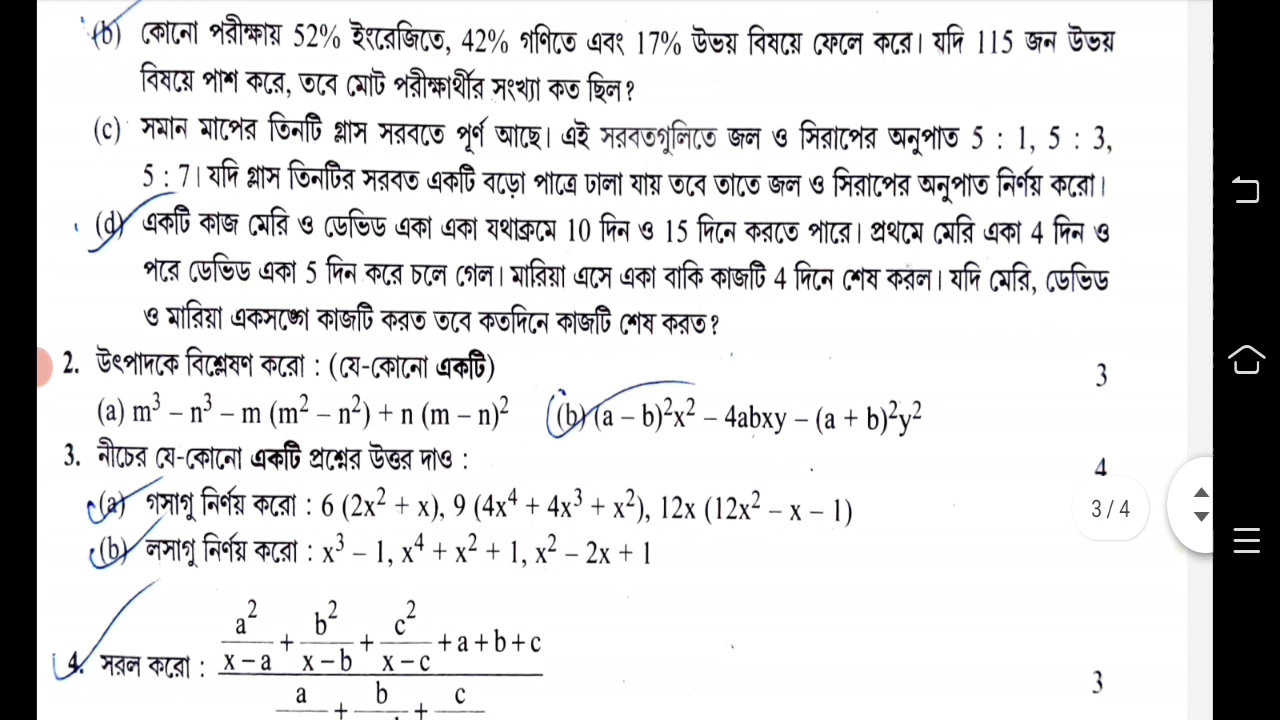 (b) কোনো পরীক্ষায় 52% ইংরেজিতে, 42% গণিতে এবং 17% উভয় বিষয়ে ফেল করে। যদি 115 জন উভয়
বিষয়ে পাশ করে, তবে মোট পরীক্ষার্থীর সংখ্যা কত ছিল?
(c) সমান মাপের তিনটি গ্লাস সরবতে পূর্ণ আছে। এই সরবতগুলিতে জল ও সিরাপের অনুপাত 5 : 1, 5 : 3,
5 : 7। যদি গ্লাস তিনটির সরবত একটি বড়ো পাত্রে ঢালা যায় তবে তাতে জল ও সিরাপের অনুপাত নির্ণয় করো।
(d) একটি কাজ মেরি ও ডেভিড একা একা যথাক্রমে 10 দিন ও 15 দিনে করতে পারে। প্রথমে মেরি একা 4 দিন ও
পরে ডেভিড একা 5 দিন করে চলে গেল। মারিয়া এসে একা বাকি কাজটি 4 দিনে শেষ করল। যদি মেরি, ডেভিড
ও মারিয়া একসঙ্গে কাজটি করত তবে কতদিনে কাজটি শেষ করত?
2. উৎপাদকে বিশ্লেষণ করো : (যে-কোনো একটি) 3
(a) m³ – n³ – m (m² – n²) + n (m – n)² (b) (a – b)²x² – 4abxy – (a + b)²y²
3. নীচের যে-কোনো একটি প্রশ্নের উত্তর দাও : 4
(a) গসাগু নির্ণয় করো : 6 (2x² + x), 9 (4x⁴ + 4x³ + x²), 12x (12x² – x – 1)
3/4
(b) লসাগু নির্ণয় করো : x³ – 1, x⁴ + x² + 1, x² – 2x + 1
a² b² c²
4. সরল করো : + + + a + b + c
x – a x – b x – c
3
a b c
+ +